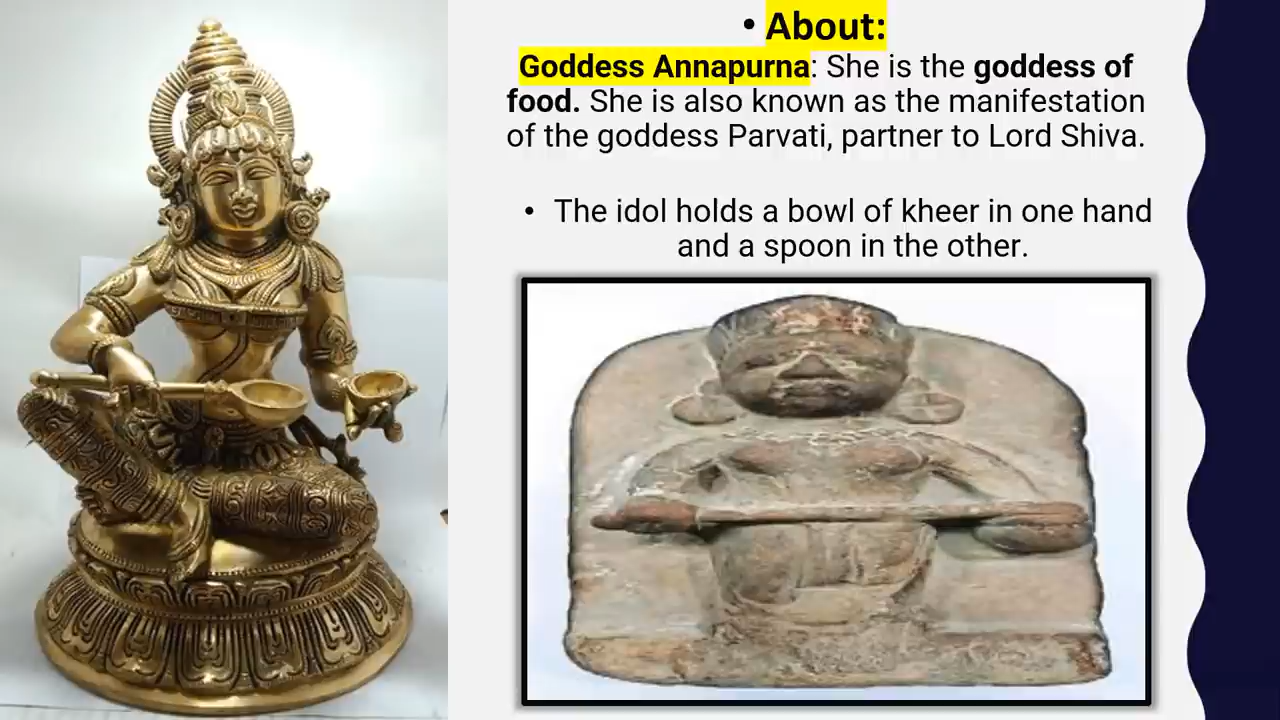 • About:
Goddess Annapurna: She is the goddess of
food. She is also known as the manifestation
of the goddess Parvati, partner to Lord Shiva.
• The idol holds a bowl of kheer in one hand
and a spoon in the other.